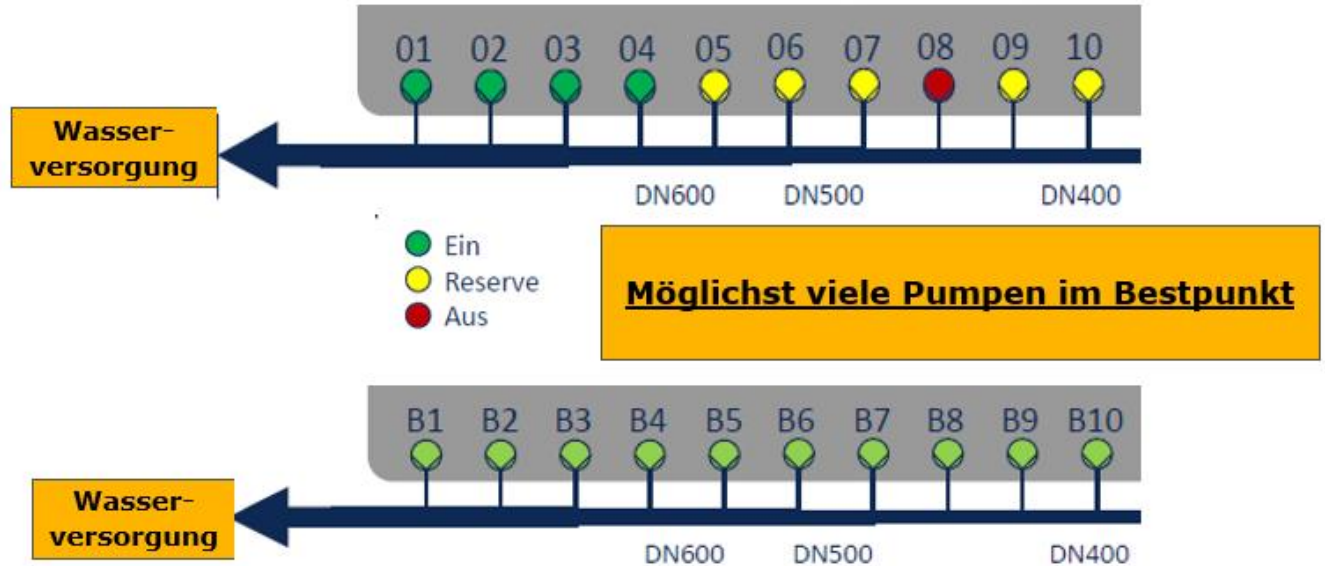 01 02 03 04 05 06 07 08 09 10
Wasser-
versorgung
DN600 DN500 DN400
Ein
Reserve
Aus
Möglichst viele Pumpen im Bestpunkt
B1 B2 B3 B4 B5 B6 B7 B8 B9 B10
Wasser-
versorgung
DN600 DN500 DN400